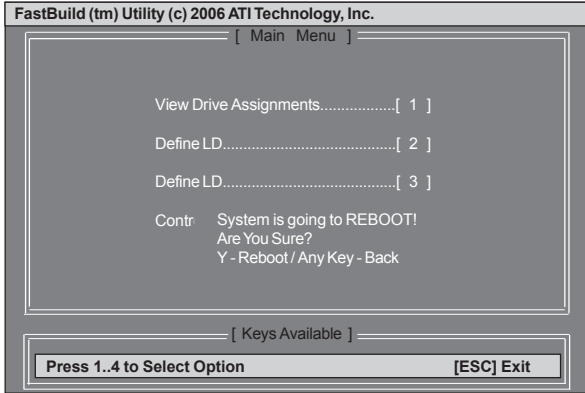 FastBuild (tm) Utility (c) 2006 ATI Technology, Inc.
[ Main Menu ]
View Drive Assignments..................[ 1 ]
Define LD.........................................[ 2 ]
Define LD.........................................[ 3 ]
Contr System is going to REBOOT!
Are You Sure?
Y - Reboot / Any Key - Back
[ Keys Available ]
Press 1..4 to Select Option [ESC] Exit